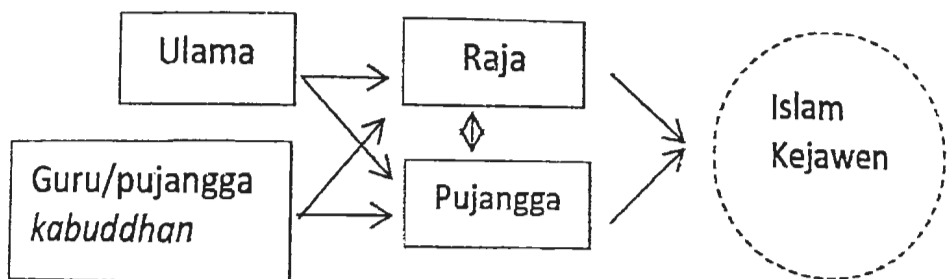 Ulama
Raja
Islam
Kejawen
Guru/pujangga
kabuddhan
Pujangga